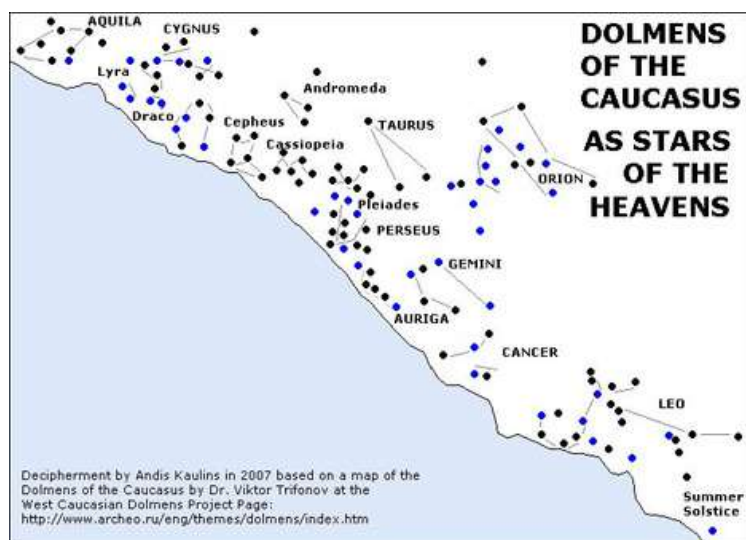 DOLMENS
OF THE
CAUCASUS
AS STARS
OF THE
HEAVENS
AQUILA
CYGNUS
Lyra
Draco
Andromeda
Cepheus
Cassiopeia
TAURUS
ORION
Pleiades
PERSEUS
GEMINI
AURIGA
CANCER
LEO
Summer
Solstice
Decipherment by Andis Kaulins in 2007 based on a map of the
Dolmens of the Caucasus by Dr. Viktor Trifonov at the
West Caucasian Dolmens Project Page:
http://www.archeo.ru/eng/themes/dolmens/index.htm